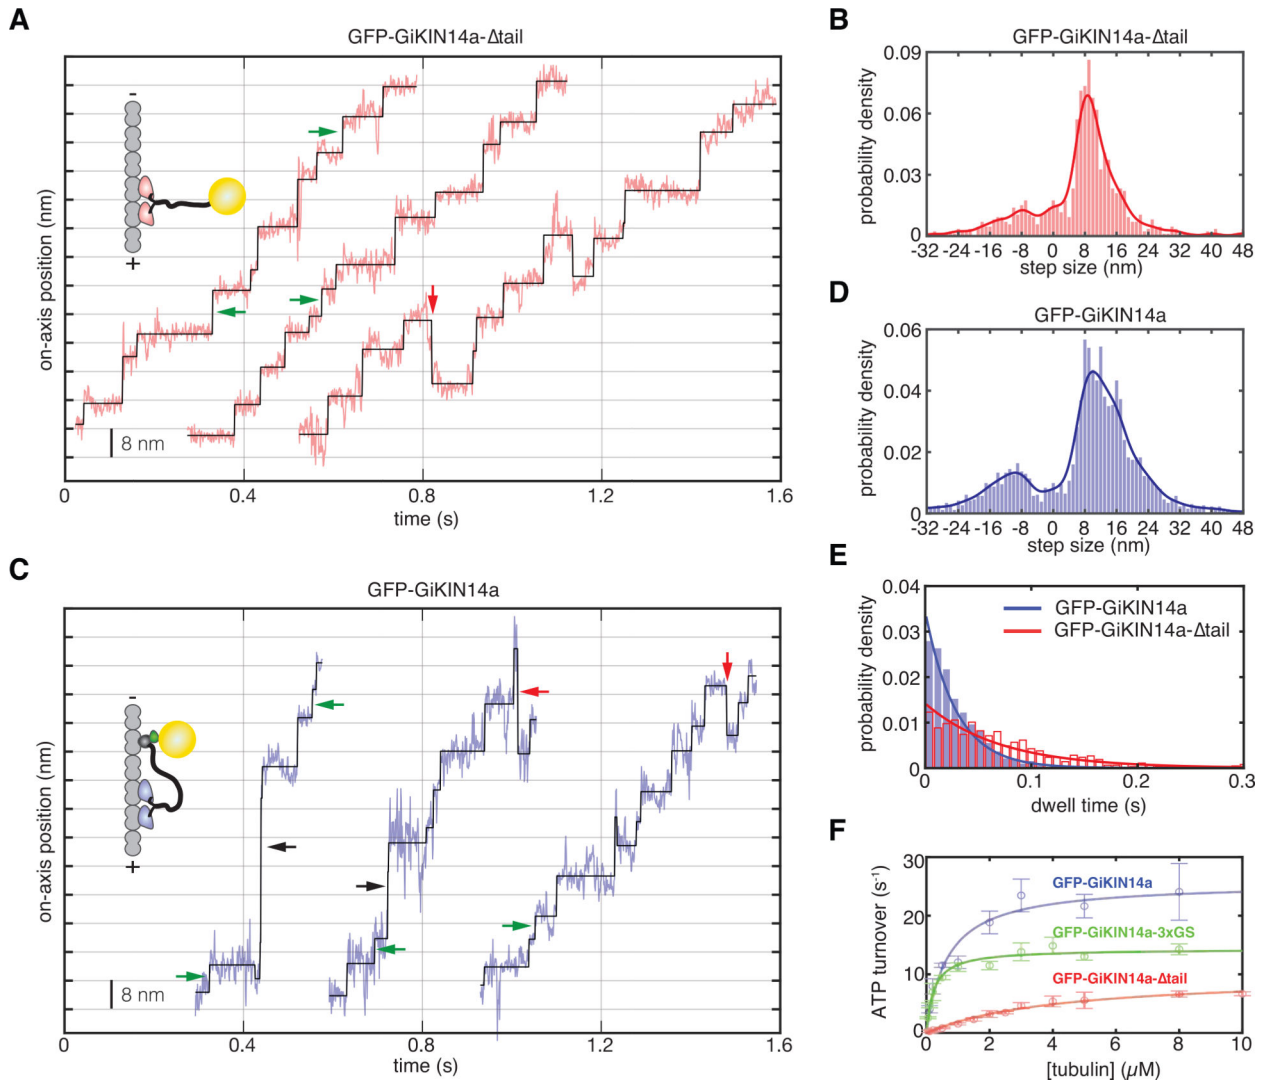 A
GFP-GiKIN14a-Δtail
on-axis position (nm)
-
+
8 nm
0 0.4 0.8 1.2 1.6
time (s)
B
GFP-GiKIN14a-Δtail
probability density
0.09
0.06
0.03
0
-32 -24 -16 -8 0 8 16 24 32 40 48
step size (nm)
C
GFP-GiKIN14a
on-axis position (nm)
-
+
8 nm
0 0.4 0.8 1.2 1.6
time (s)
D
GFP-GiKIN14a
probability density
0.06
0.04
0.02
0
-32 -24 -16 -8 0 8 16 24 32 40 48
step size (nm)
E
probability density
0.04
0.03
0.02
0.01
0
GFP-GiKIN14a
GFP-GiKIN14a-Δtail
0 0.1 0.2 0.3
dwell time (s)
F
ATP turnover (s⁻¹)
30
20
10
0
GFP-GiKIN14a
GFP-GiKIN14a-3xGS
GFP-GiKIN14a-Δtail
0 2 4 6 8 10
[tubulin] (µM)